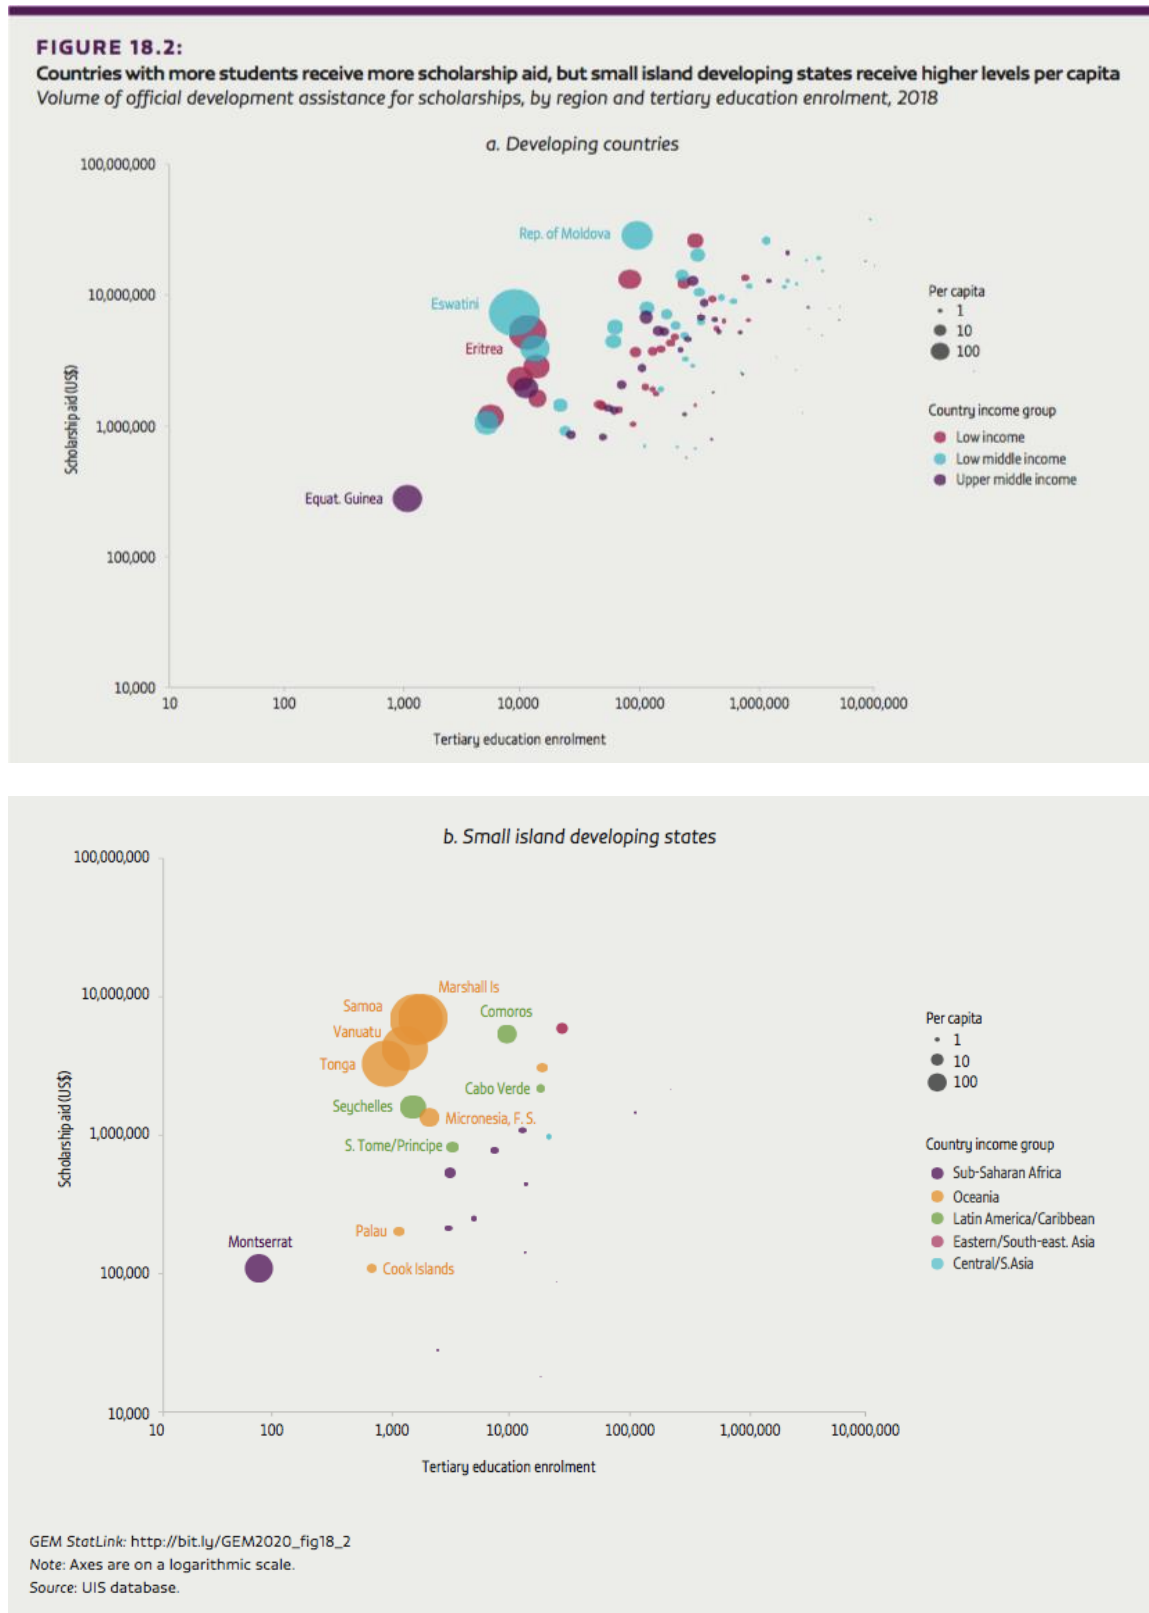 FIGURE 18.2:
Countries with more students receive more scholarship aid, but small island developing states receive higher levels per capita
Volume of official development assistance for scholarships, by region and tertiary education enrolment, 2018
a. Developing countries
100,000,000
10,000,000
1,000,000
100,000
10,000
Scholarship aid (US$)
Rep. of Moldova
Eswatini
Eritrea
Equat. Guinea
10
100
1,000
10,000
100,000
1,000,000
10,000,000
Tertiary education enrolment
Per capita
1
10
100
Country income group
Low income
Low middle income
Upper middle income
b. Small island developing states
100,000,000
10,000,000
1,000,000
100,000
10,000
Scholarship aid (US$)
Marshall Is
Samoa
Comoros
Vanuatu
Tonga
Cabo Verde
Seychelles
Micronesia, F. S.
S. Tome/Principe
Palau
Montserrat
Cook Islands
10
100
1,000
10,000
100,000
1,000,000
10,000,000
Tertiary education enrolment
Per capita
1
10
100
Country income group
Sub-Saharan Africa
Oceania
Latin America/Caribbean
Eastern/South-east. Asia
Central/S.Asia
GEM StatLink: http://bit.ly/GEM2020_fig18_2
Note: Axes are on a logarithmic scale.
Source: UIS database.